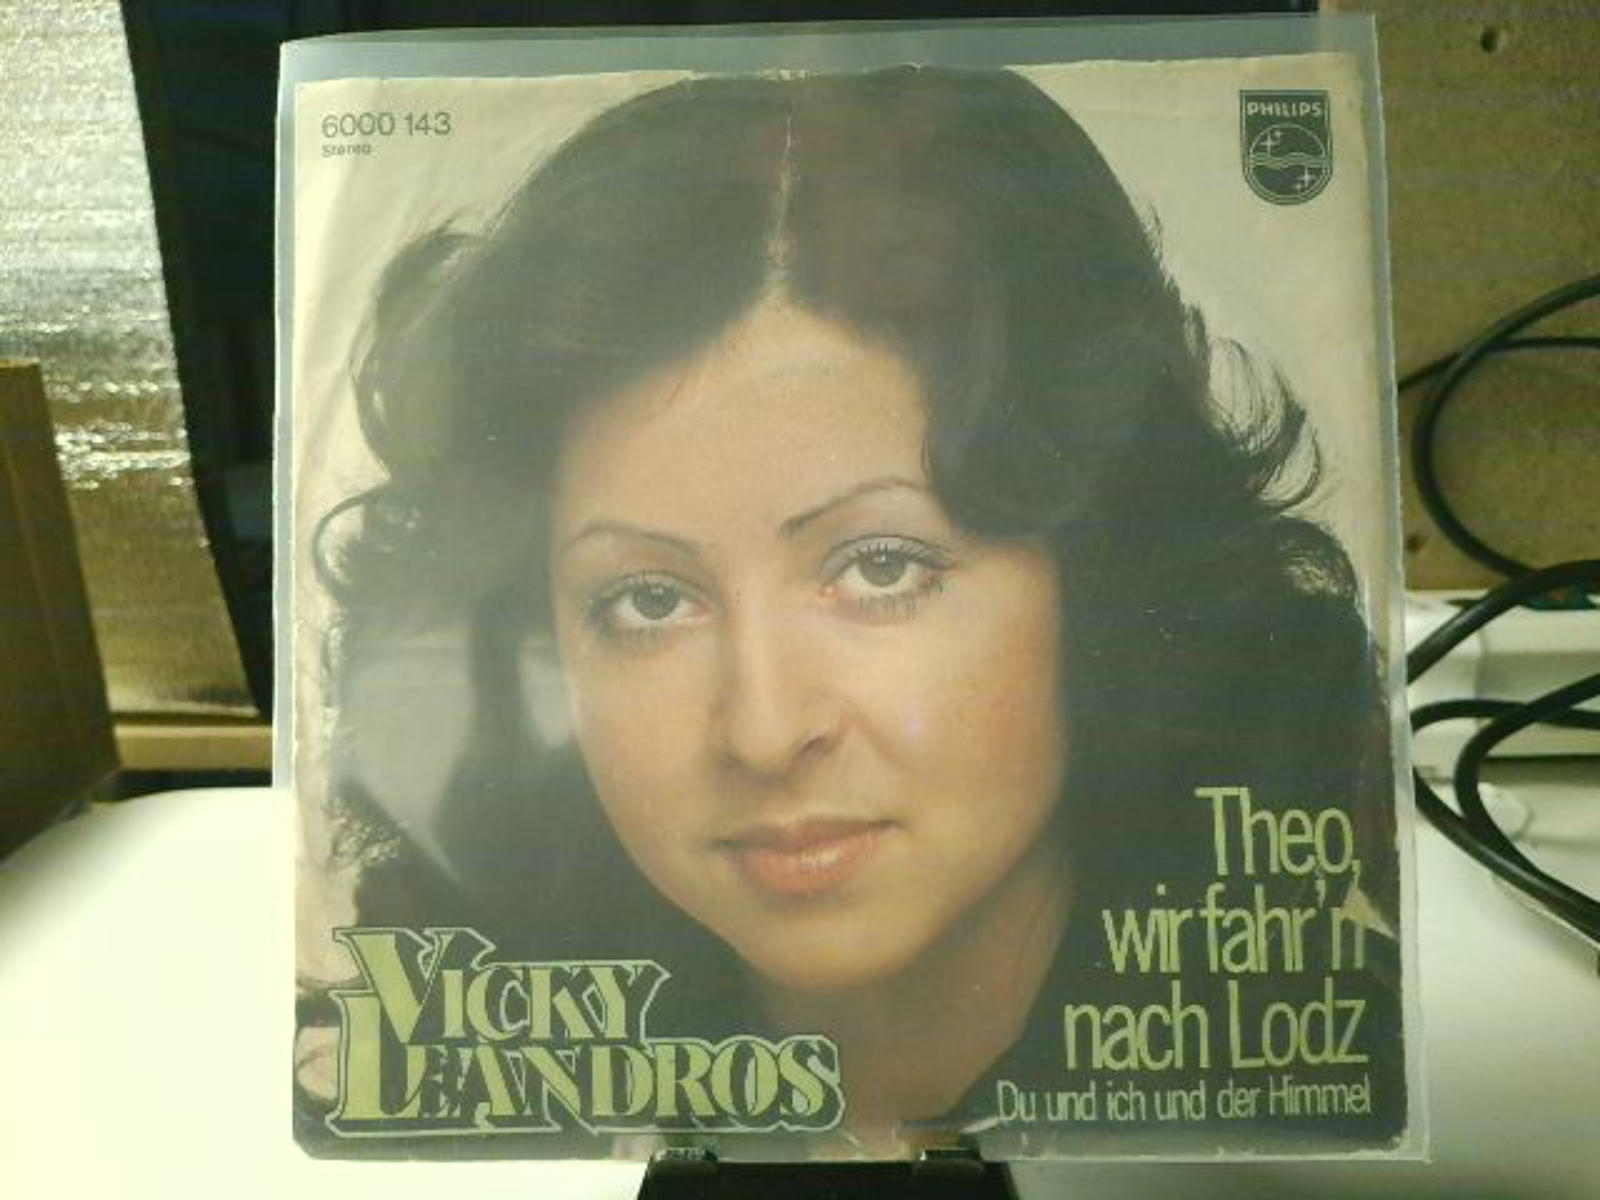 6000 143
Stereo
PHILIPS
Theo,
wir fahr'n
nach Lodz
Du und ich und der Himmel
VICKY
LEANDROS